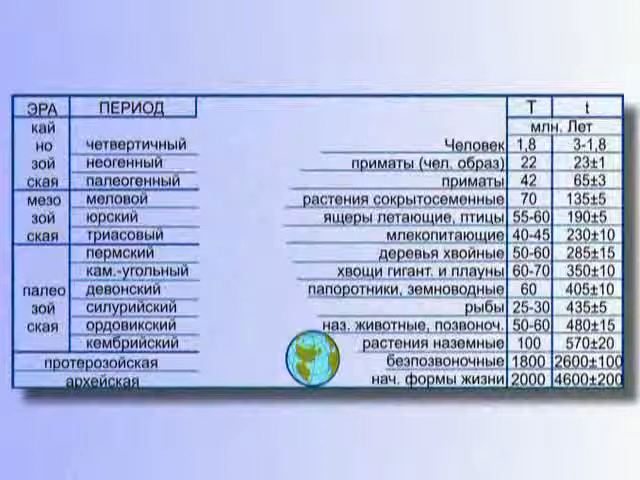 ЭРА ПЕРИОД T t
кай млн. Лет
но четвертичный Человек 1,8 3-1,8
зой неогенный приматы (чел. образ) 22 23±1
ская палеогенный приматы 42 65±3
мезо меловой растения сокрытосеменные 70 135±5
зой юрский ящеры летающие, птицы 55-60 190±5
ская триасовый млекопитающие 40-45 230±10
пермский деревья хвойные 50-60 285±15
кам.-угольный хвощи гигант. и плауны 60-70 350±10
палео девонский папоротники, земноводные 60 405±10
зой силурийский рыбы 25-30 435±5
ская ордовикский наз. животные, позвоноч. 50-60 480±15
кембрийский растения наземные 100 570±20
протерозойская безпозвоночные 1800 2600±100
архейская нач. формы жизни 2000 4600±200